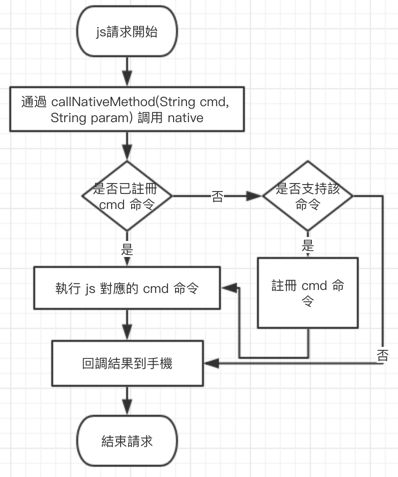 js請求開始
通過 callNativeMethod(String cmd,
String param) 調用 native
是否已註冊
cmd 命令
否
是否支持該
命令
是
是
執行 js 對應的 cmd 命令
註冊 cmd 命
令
否
回調結果到手機
結束請求